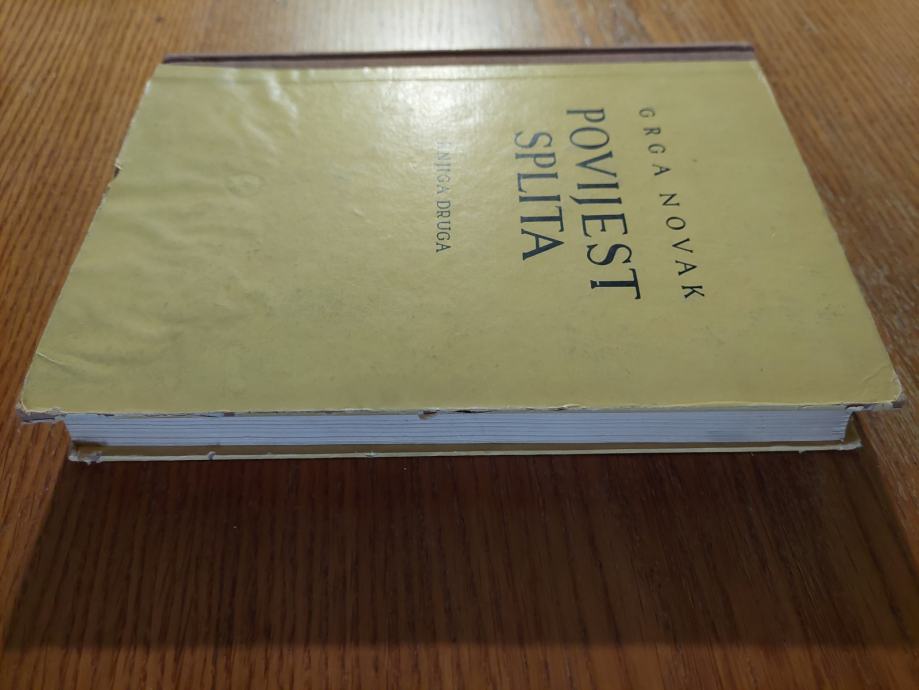 GRGA NOVAK
POVIJEST
SPLITA
KNJIGA DRUGA